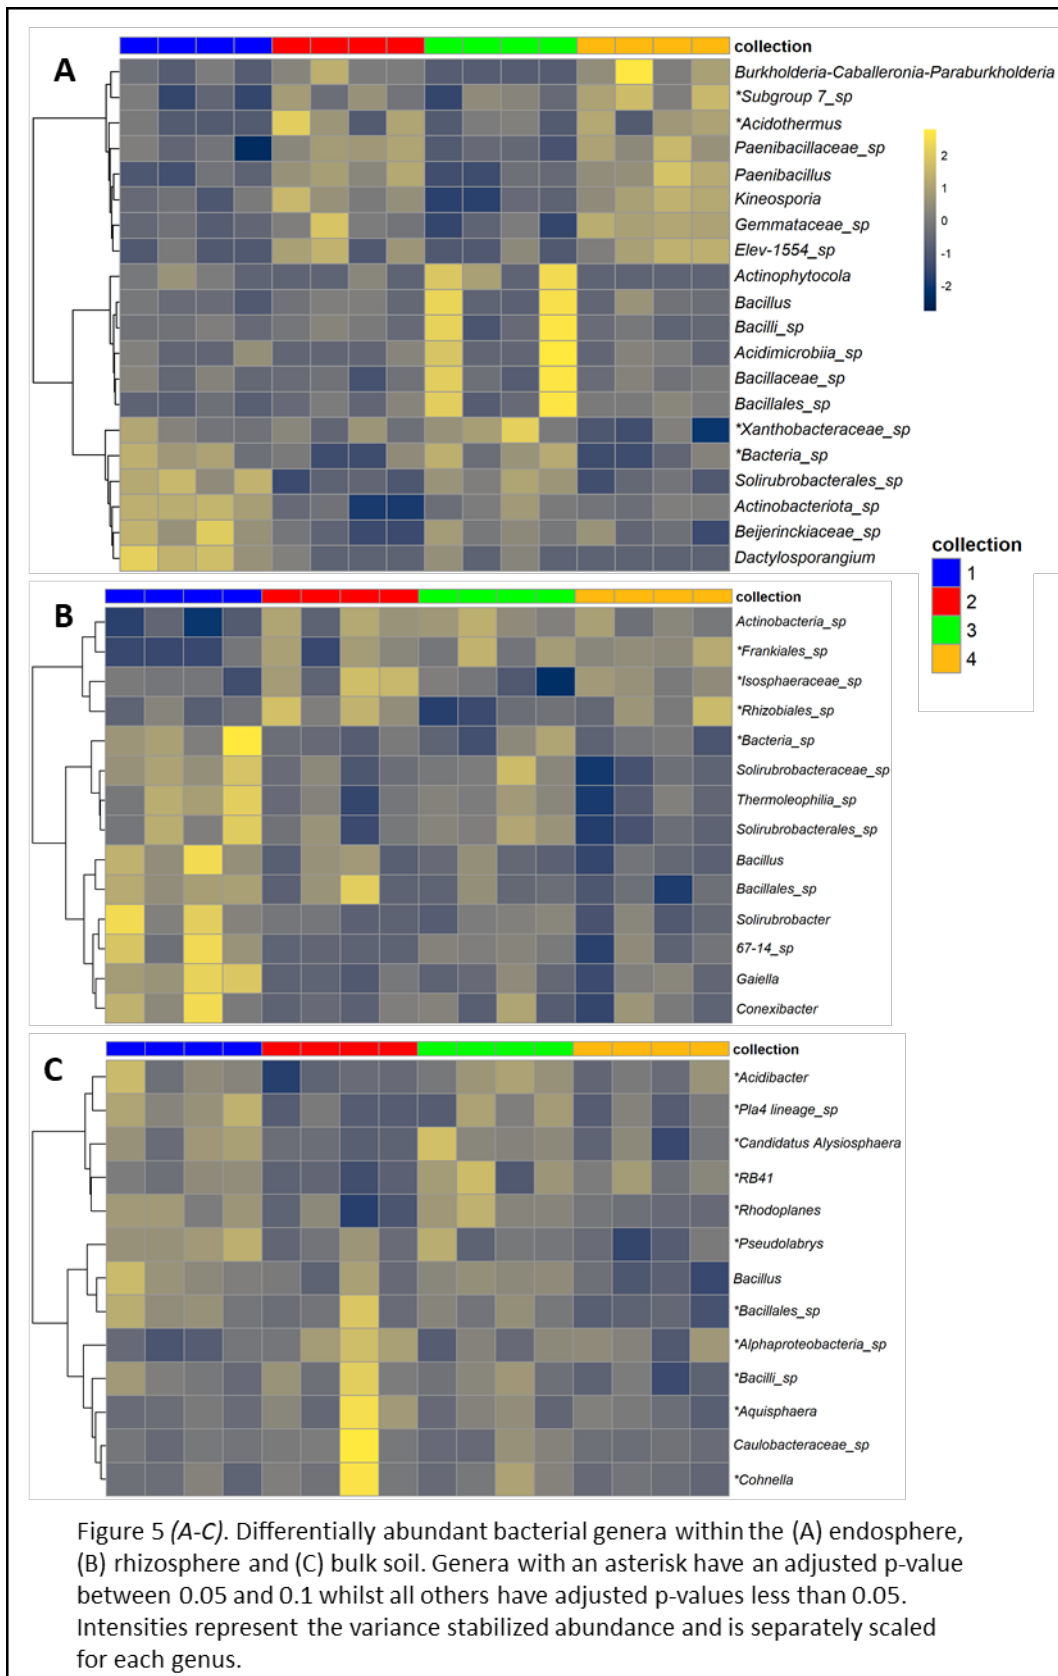 A
collection
Burkholderia-Caballeronia-Paraburkholderia
*Subgroup 7_sp
*Acidothermus
Paenibacillaceae_sp
Paenibacillus
Kineosporia
Gemmataceae_sp
Elev-1554_sp
Actinophytocola
Bacillus
Bacilli_sp
Acidimicrobiia_sp
Bacillaceae_sp
Bacillales_sp
*Xanthobacteraceae_sp
*Bacteria_sp
Solirubrobacterales_sp
Actinobacteriota_sp
Beijerinckiaceae_sp
Dactylosporangium
2
1
0
-1
-2
collection
1
2
3
4
B
collection
Actinobacteria_sp
*Frankiales_sp
*Isosphaeraceae_sp
*Rhizobiales_sp
*Bacteria_sp
Solirubrobacteraceae_sp
Thermoleophilia_sp
Solirubrobacterales_sp
Bacillus
Bacillales_sp
Solirubrobacter
67-14_sp
Gaiella
Conexibacter
C
collection
*Acidibacter
*Pla4 lineage_sp
*Candidatus Alysiosphaera
*RB41
*Rhodoplanes
*Pseudolabrys
Bacillus
*Bacillales_sp
*Alphaproteobacteria_sp
*Bacilli_sp
*Aquisphaera
Caulobacteraceae_sp
*Cohnella
Figure 5 (A-C). Differentially abundant bacterial genera within the (A) endosphere,
(B) rhizosphere and (C) bulk soil. Genera with an asterisk have an adjusted p-value
between 0.05 and 0.1 whilst all others have adjusted p-values less than 0.05.
Intensities represent the variance stabilized abundance and is separately scaled
for each genus.